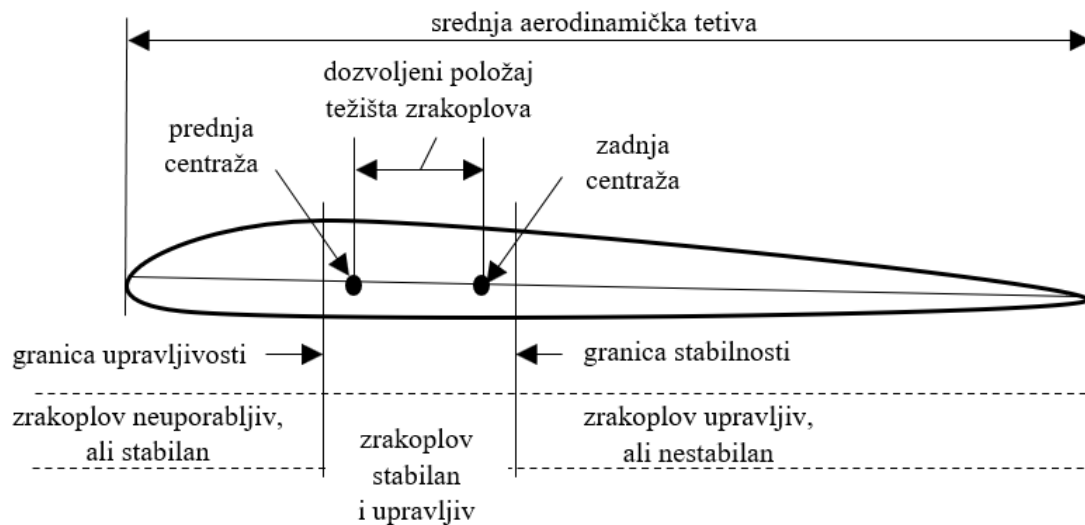 srednja aerodinamička tetiva
dozvoljeni položaj
težišta zrakoplova
prednja
centraža
zadnja
centraža
granica upravljivosti
granica stabilnosti
zrakoplov neuporabljiv,
ali stabilan
zrakoplov
stabilan
i upravljiv
zrakoplov upravljiv,
ali nestabilan